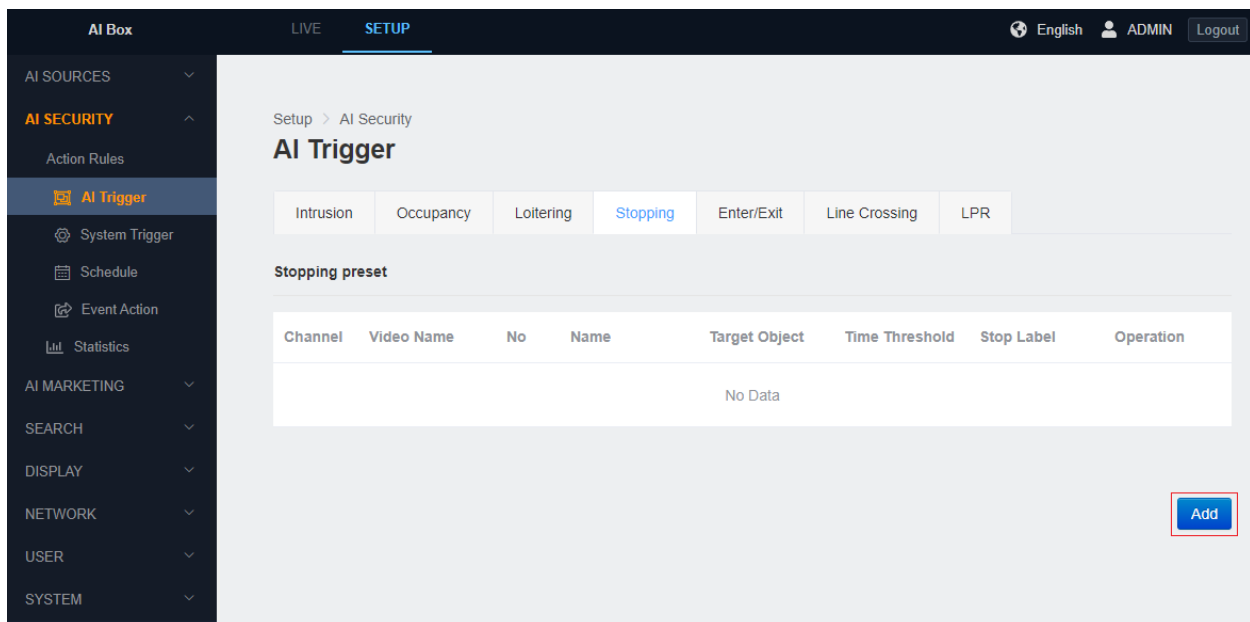 AI Box
LIVE
SETUP
English
ADMIN
Logout
AI SOURCES
AI SECURITY
Action Rules
AI Trigger
System Trigger
Schedule
Event Action
Statistics
AI MARKETING
SEARCH
DISPLAY
NETWORK
USER
SYSTEM
Setup > AI Security
AI Trigger
Intrusion
Occupancy
Loitering
Stopping
Enter/Exit
Line Crossing
LPR
Stopping preset
Channel Video Name No Name Target Object Time Threshold Stop Label Operation
No Data
Add